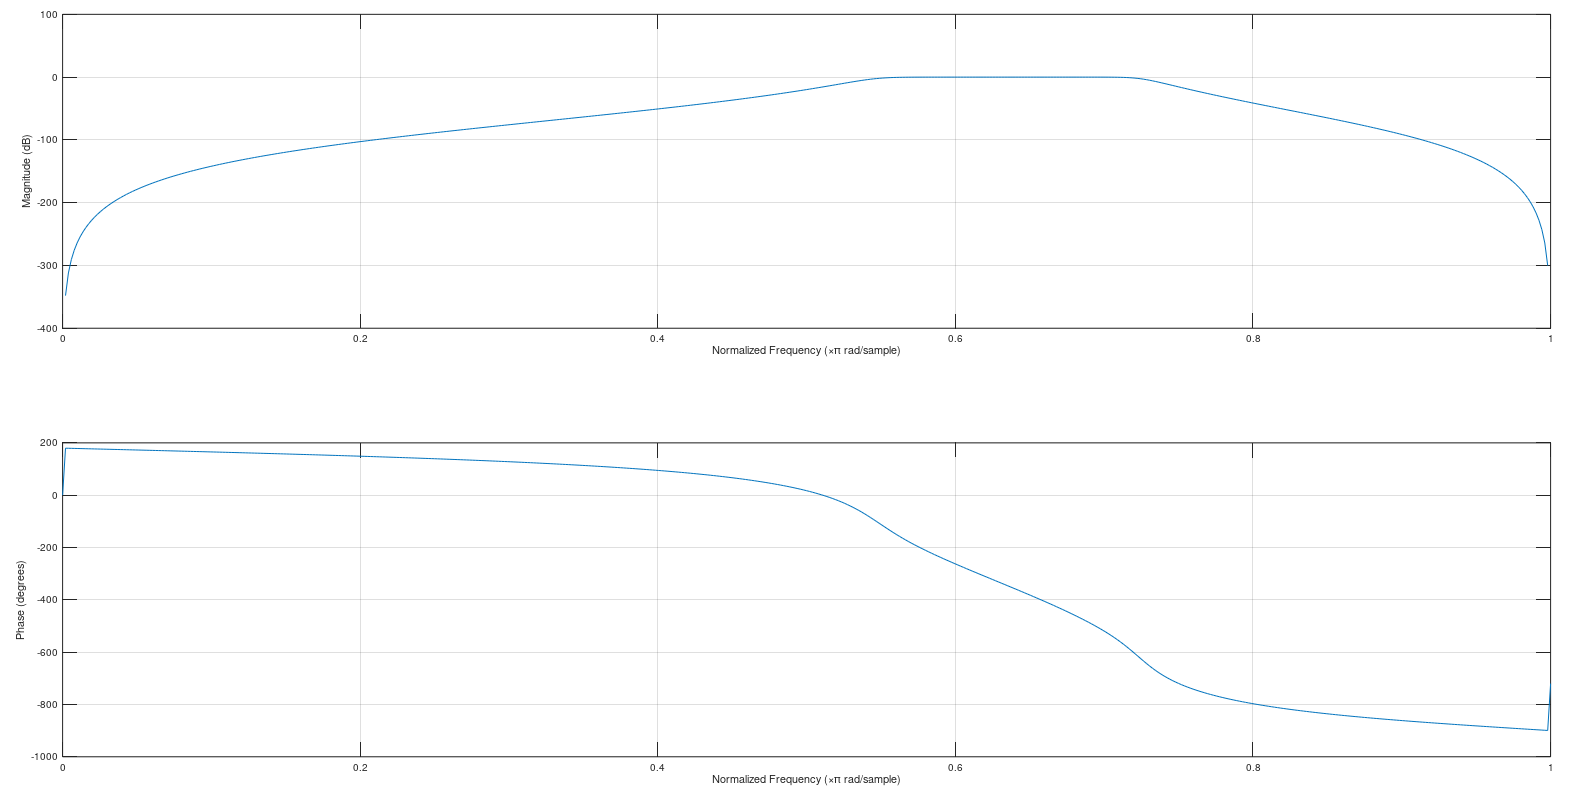 100
0
-100
-200
-300
-400
Magnitude (dB)
0 0.2 0.4 0.6 0.8 1
Normalized Frequency (×π rad/sample)
200
0
-200
-400
-600
-800
-1000
Phase (degrees)
0 0.2 0.4 0.6 0.8 1
Normalized Frequency (×π rad/sample)